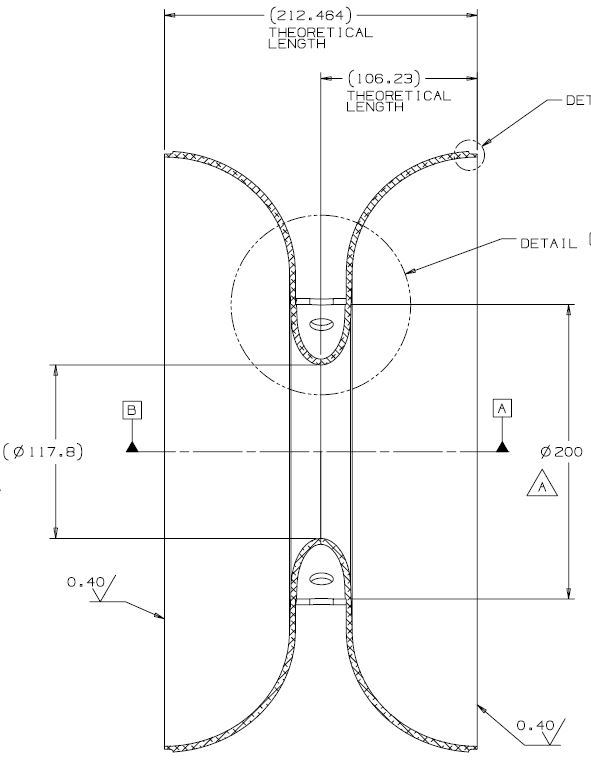 (212.464)
THEORETICAL
LENGTH
(106.23)
THEORETICAL
LENGTH
DET
DETAIL
B
A
(Ø117.8)
Ø200
A
0.40
0.40